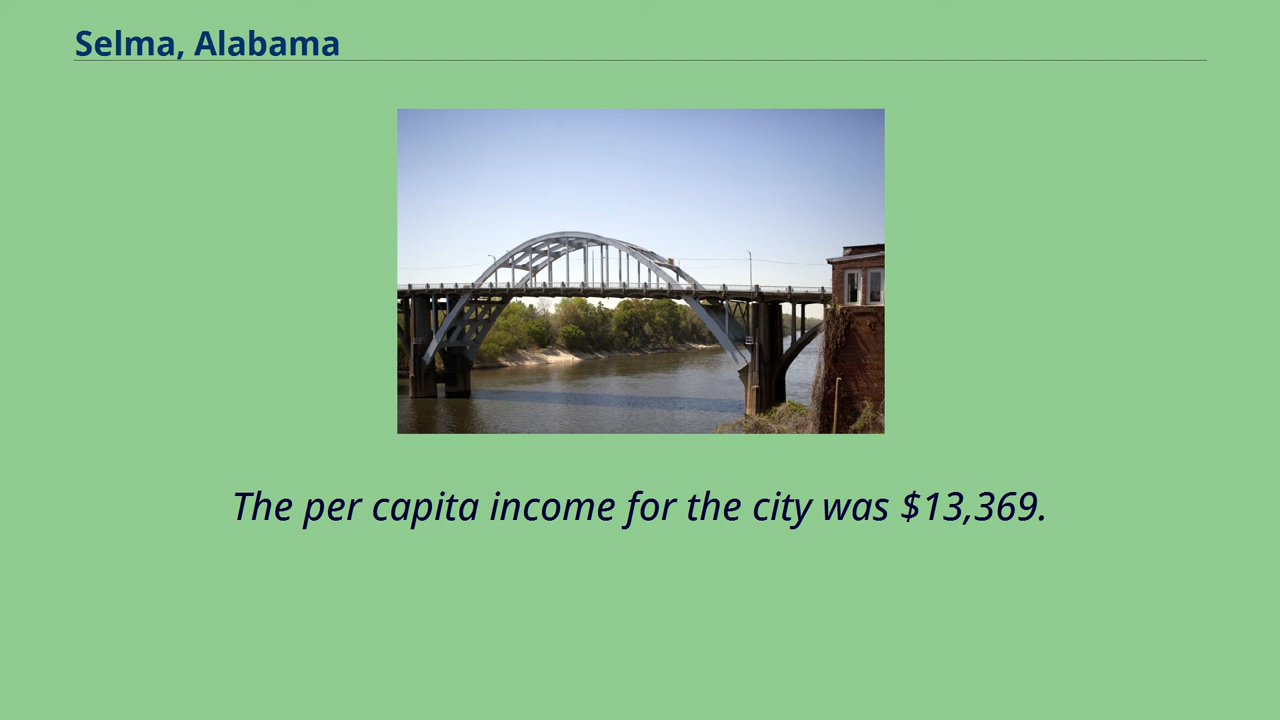 Selma, Alabama
The per capita income for the city was $13,369.